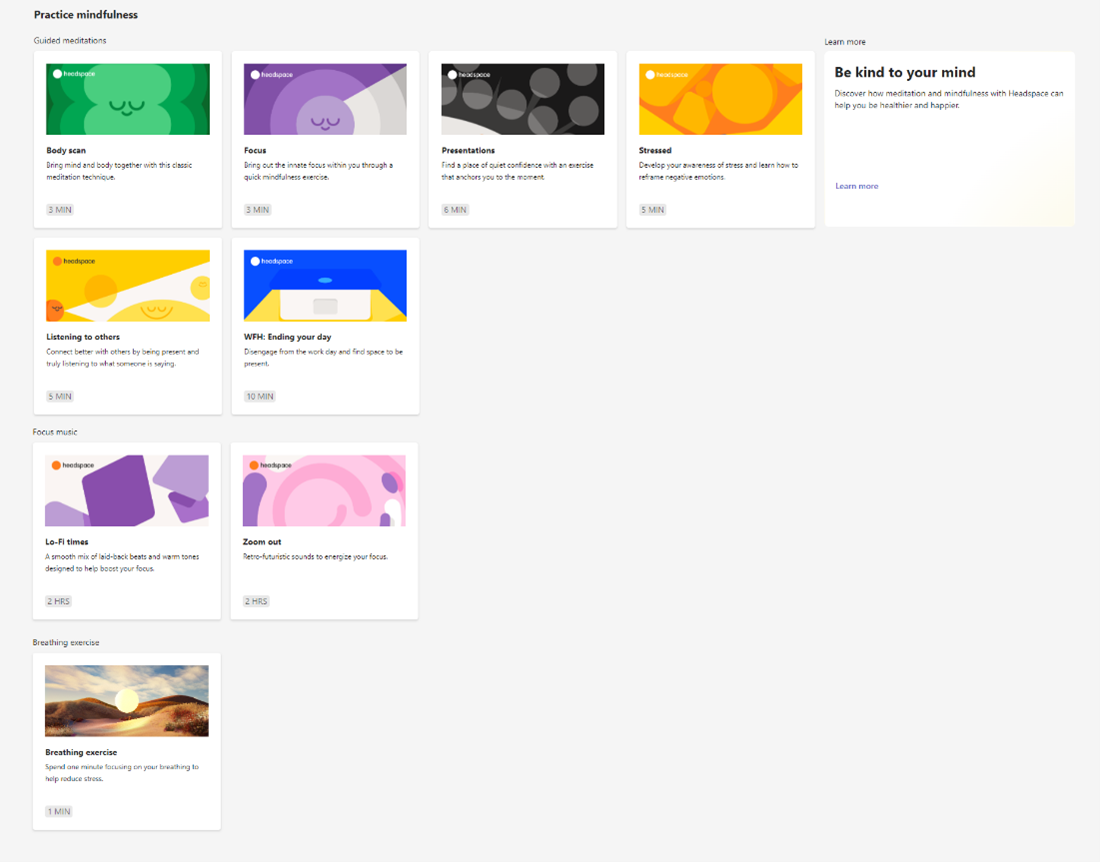 Practice mindfulness
Guided meditations
headspace
Body scan
Bring mind and body together with this classic
meditation technique.
3 MIN
headspace
Focus
Bring out the innate focus within you through a
quick mindfulness exercise.
3 MIN
headspace
Presentations
Find a place of quiet confidence with an exercise
that anchors you to the moment.
6 MIN
headspace
Stressed
Develop your awareness of stress and learn how to
reframe negative emotions.
5 MIN
Learn more
Be kind to your mind
Discover how meditation and mindfulness with Headspace can
help you be healthier and happier.
Learn more
headspace
Listening to others
Connect better with others by being present and
truly listening to what someone is saying.
5 MIN
headspace
WFH: Ending your day
Disengage from the work day and find space to be
present.
10 MIN
Focus music
headspace
Lo-Fi times
A smooth mix of laid-back beats and warm tones
designed to help boost your focus.
2 HRS
headspace
Zoom out
Retro-futuristic sounds to energize your focus.
2 HRS
Breathing exercise
Breathing exercise
Spend one minute focusing on your breathing to
help reduce stress.
1 MIN